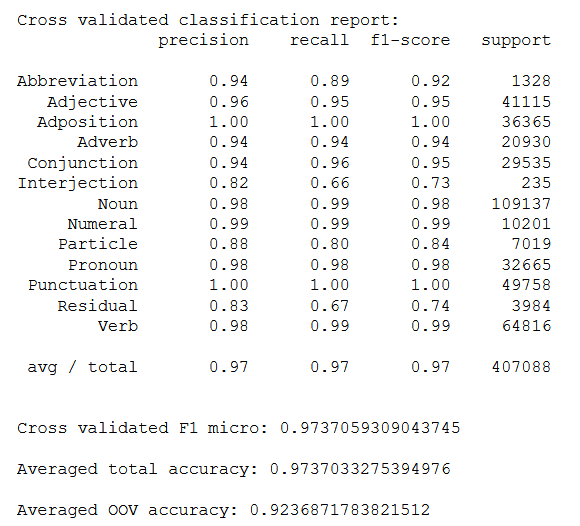 Cross validated classification report:
precision recall f1-score support
Abbreviation 0.94 0.89 0.92 1328
Adjective 0.96 0.95 0.95 41115
Adposition 1.00 1.00 1.00 36365
Adverb 0.94 0.94 0.94 20930
Conjunction 0.94 0.96 0.95 29535
Interjection 0.82 0.66 0.73 235
Noun 0.98 0.99 0.98 109137
Numeral 0.99 0.99 0.99 10201
Particle 0.88 0.80 0.84 7019
Pronoun 0.98 0.98 0.98 32665
Punctuation 1.00 1.00 1.00 49758
Residual 0.83 0.67 0.74 3984
Verb 0.98 0.99 0.99 64816
avg / total 0.97 0.97 0.97 407088
Cross validated F1 micro: 0.9737059309043745
Averaged total accuracy: 0.9737033275394976
Averaged OOV accuracy: 0.9236871783821512